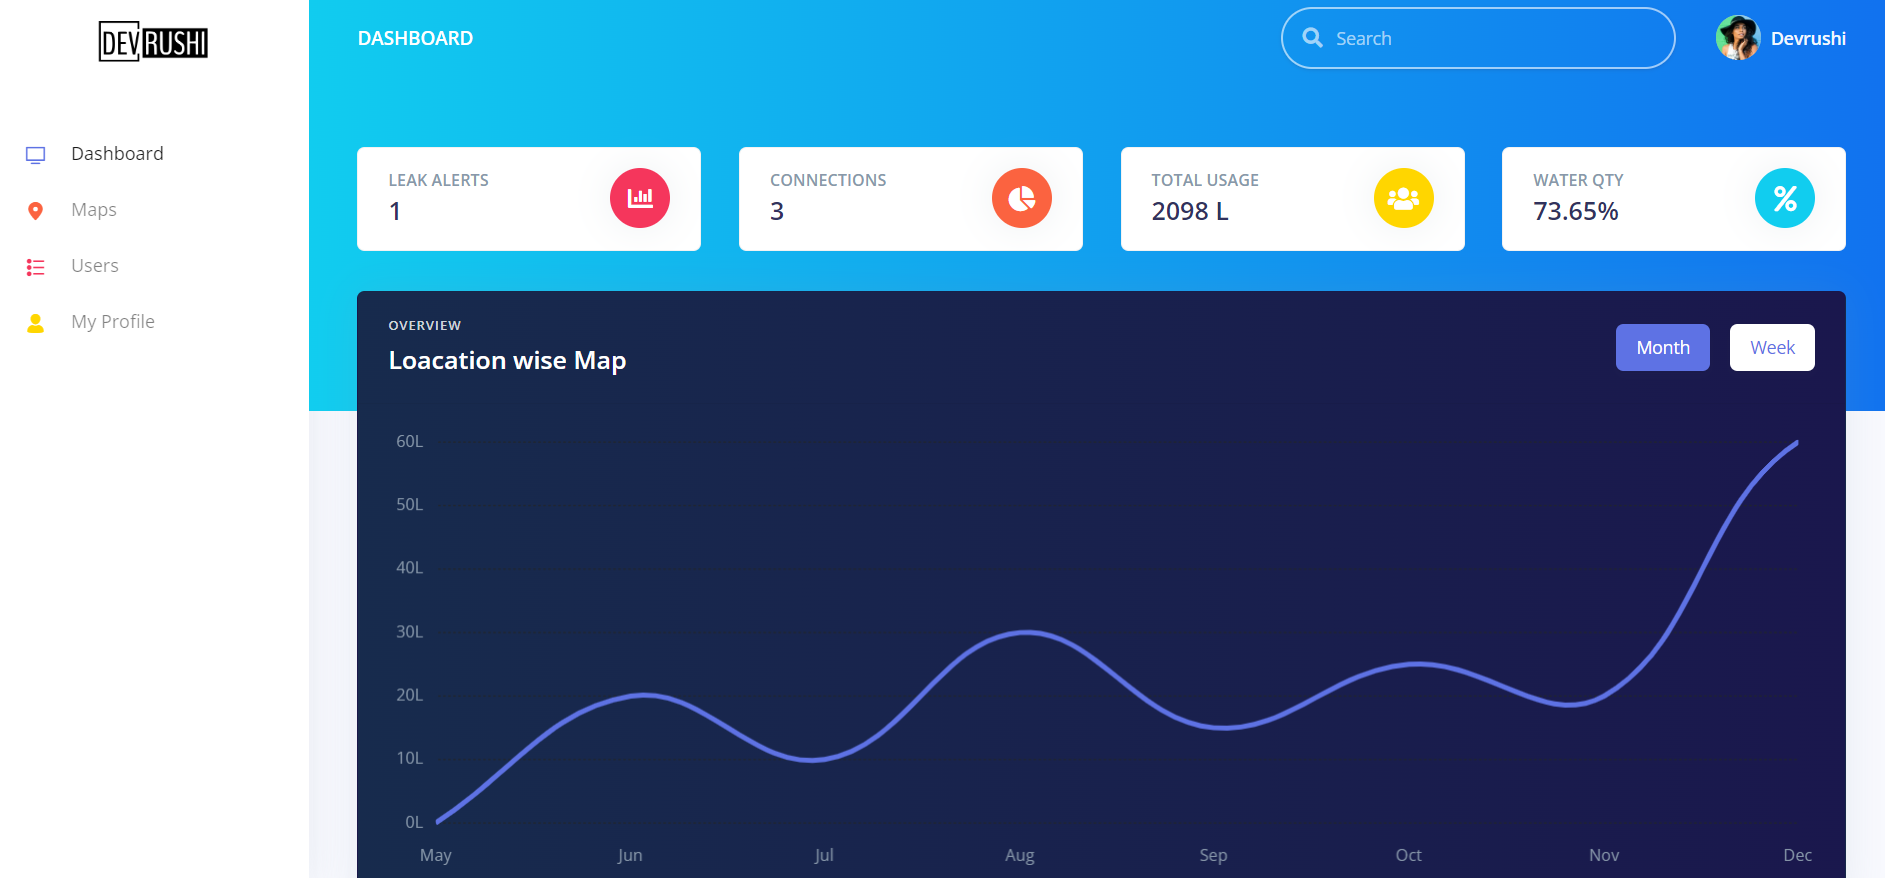 DEVRUSHI
DASHBOARD
Search
Devrushi
Dashboard
Maps
Users
My Profile
LEAK ALERTS
1
CONNECTIONS
3
TOTAL USAGE
2098 L
WATER QTY
73.65%
OVERVIEW
Loacation wise Map
Month
Week
60L
50L
40L
30L
20L
10L
0L
May Jun Jul Aug Sep Oct Nov Dec